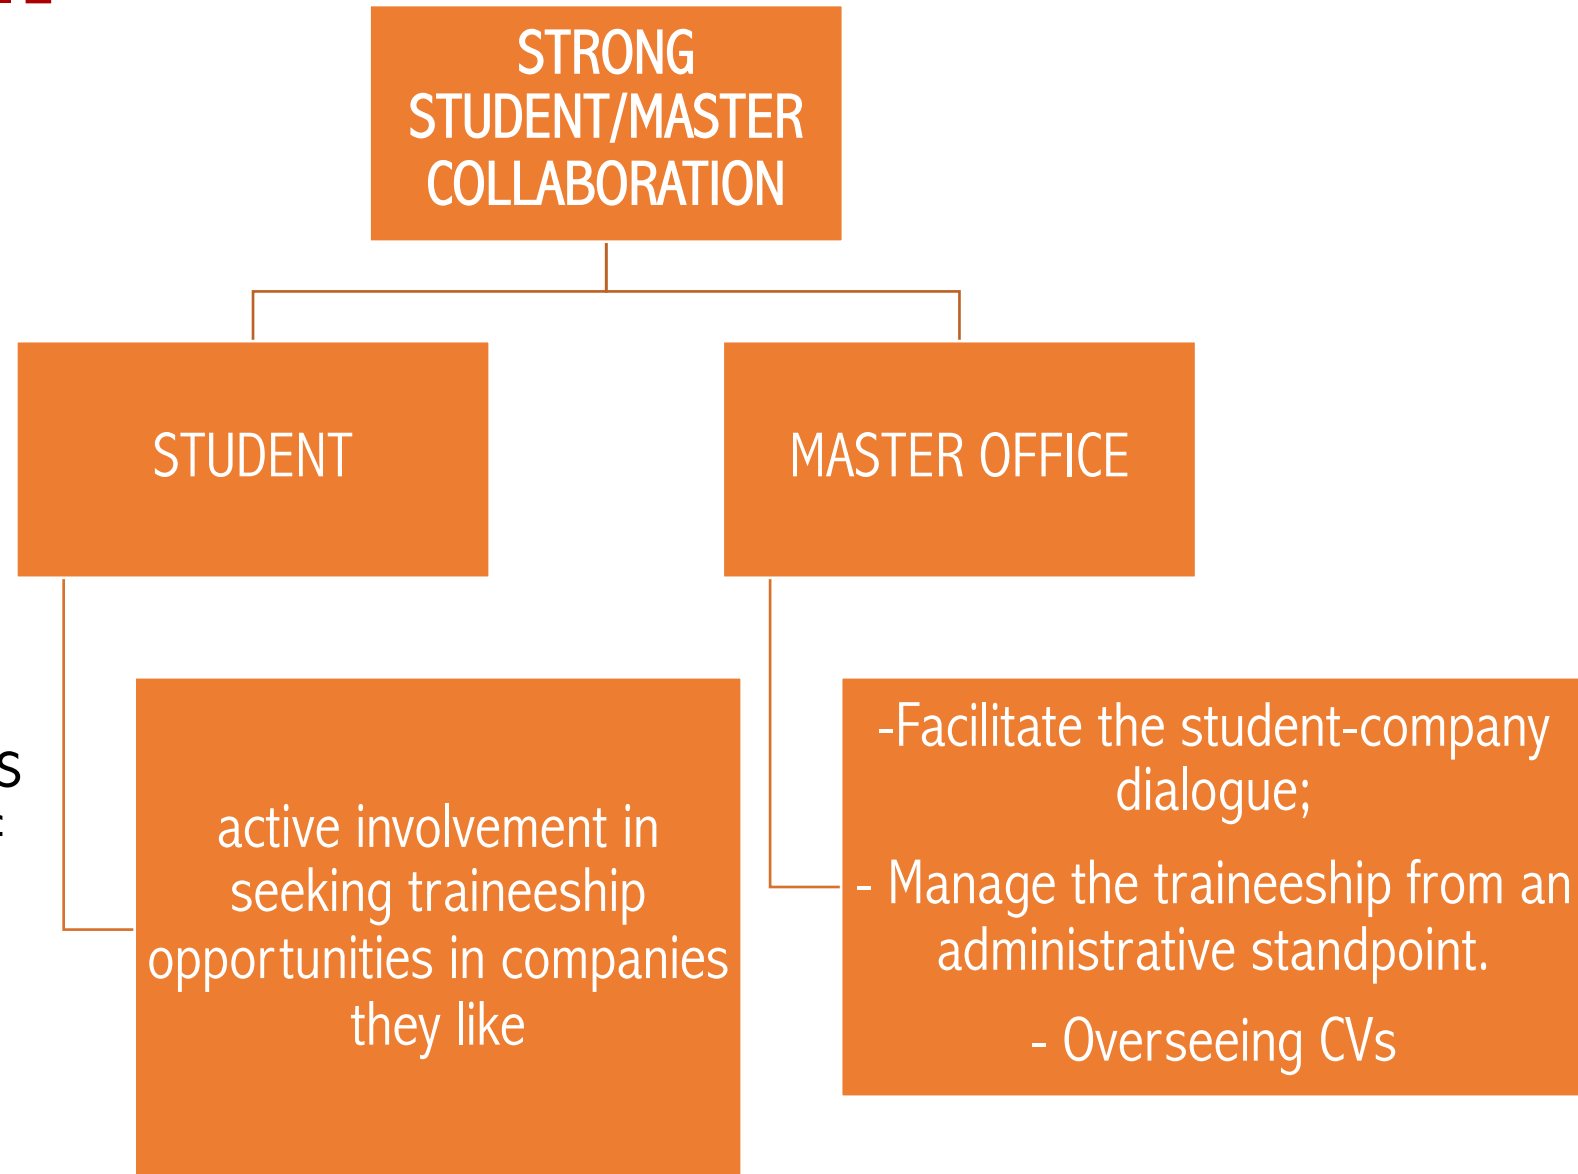 STRONG
STUDENT/MASTER
COLLABORATION
STUDENT
MASTER OFFICE
active involvement in
seeking traineeship
opportunities in companies
they like
-Facilitate the student-company
dialogue;
- Manage the traineeship from an
administrative standpoint.
- Overseeing CVs